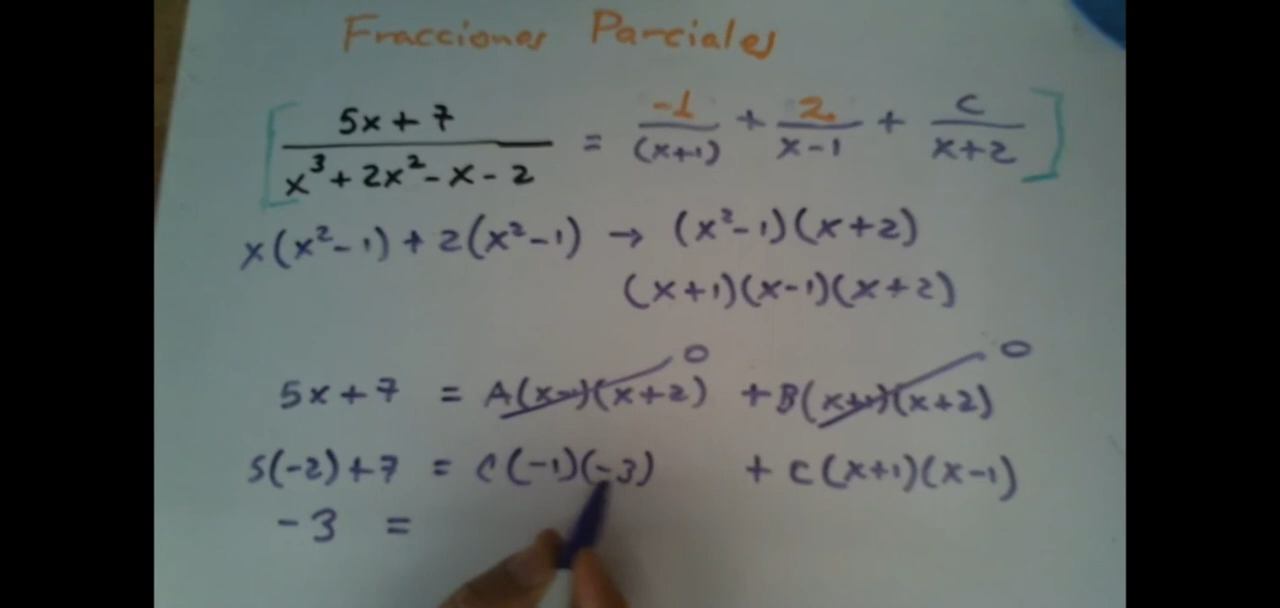 Fracciones Parciales
[ 5x + 7 / x³ + 2x² - x - 2 = -1 / (x+1) + 2 / x-1 + C / x+2 ]
x(x²-1) + 2(x²-1) → (x²-1)(x+2)
(x+1)(x-1)(x+2)
0 0
5x + 7 = A(x-1)(x+2) + B(x+1)(x+2)
5(-2)+7 = C(-1)(-3) + C(x+1)(x-1)
-3 =